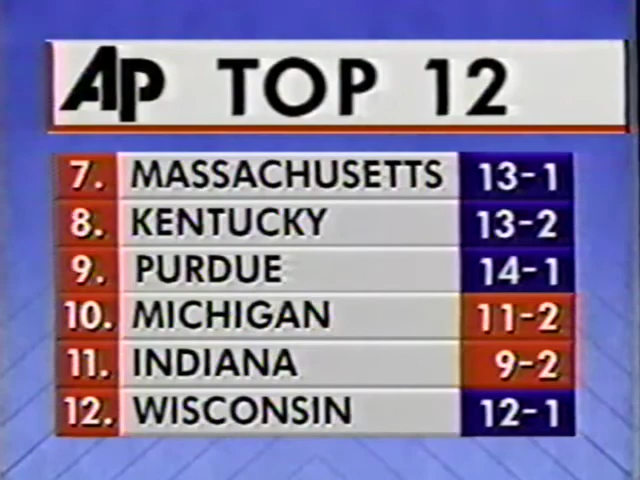 AP TOP 12
7. MASSACHUSETTS 13-1
8. KENTUCKY 13-2
9. PURDUE 14-1
10. MICHIGAN 11-2
11. INDIANA 9-2
12. WISCONSIN 12-1